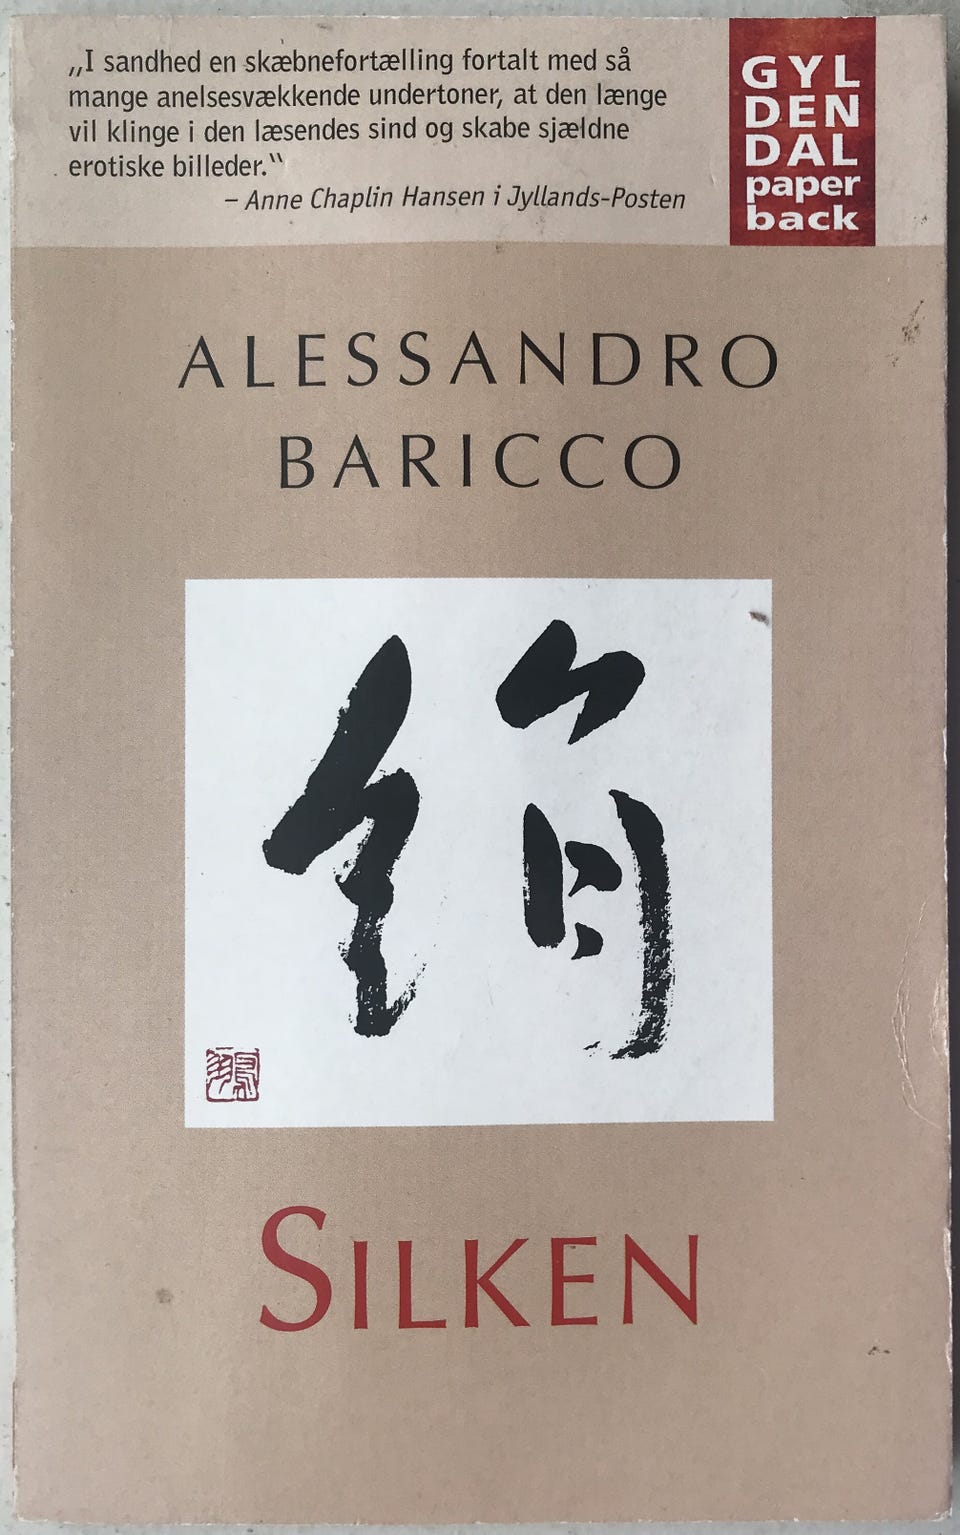 „I sandhed en skæbnefortælling fortalt med så
mange anelsesvækkende undertoner, at den længe
vil klinge i den læsendes sind og skabe sjældne
erotiske billeder.“
– Anne Chaplin Hansen i Jyllands-Posten
GYL
DEN
DAL
paper
back
ALESSANDRO
BARICCO
絹
SILKEN